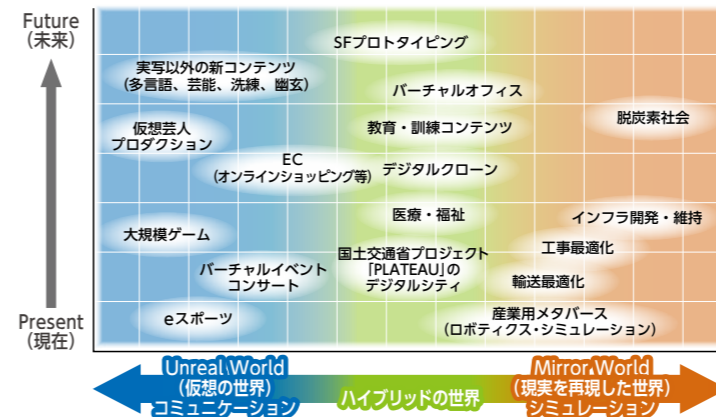 Future
(未来)
SFプロトタイピング
実写以外の新コンテンツ
(多言語、芸能、洗練、幽玄)
バーチャルオフィス
脱炭素社会
仮想芸人
プロダクション
教育・訓練コンテンツ
EC
(オンラインショッピング等)
デジタルクローン
医療・福祉
インフラ開発・維持
大規模ゲーム
工事最適化
国土交通省プロジェクト
「PLATEAU」の
デジタルシティ
バーチャルイベント
コンサート
輸送最適化
Present
(現在)
eスポーツ
産業用メタバース
(ロボティクス・シミュレーション)
Unreal World
(仮想の世界)
コミュニケーション
ハイブリッドの世界
Mirror World
(現実を再現した世界)
シミュレーション